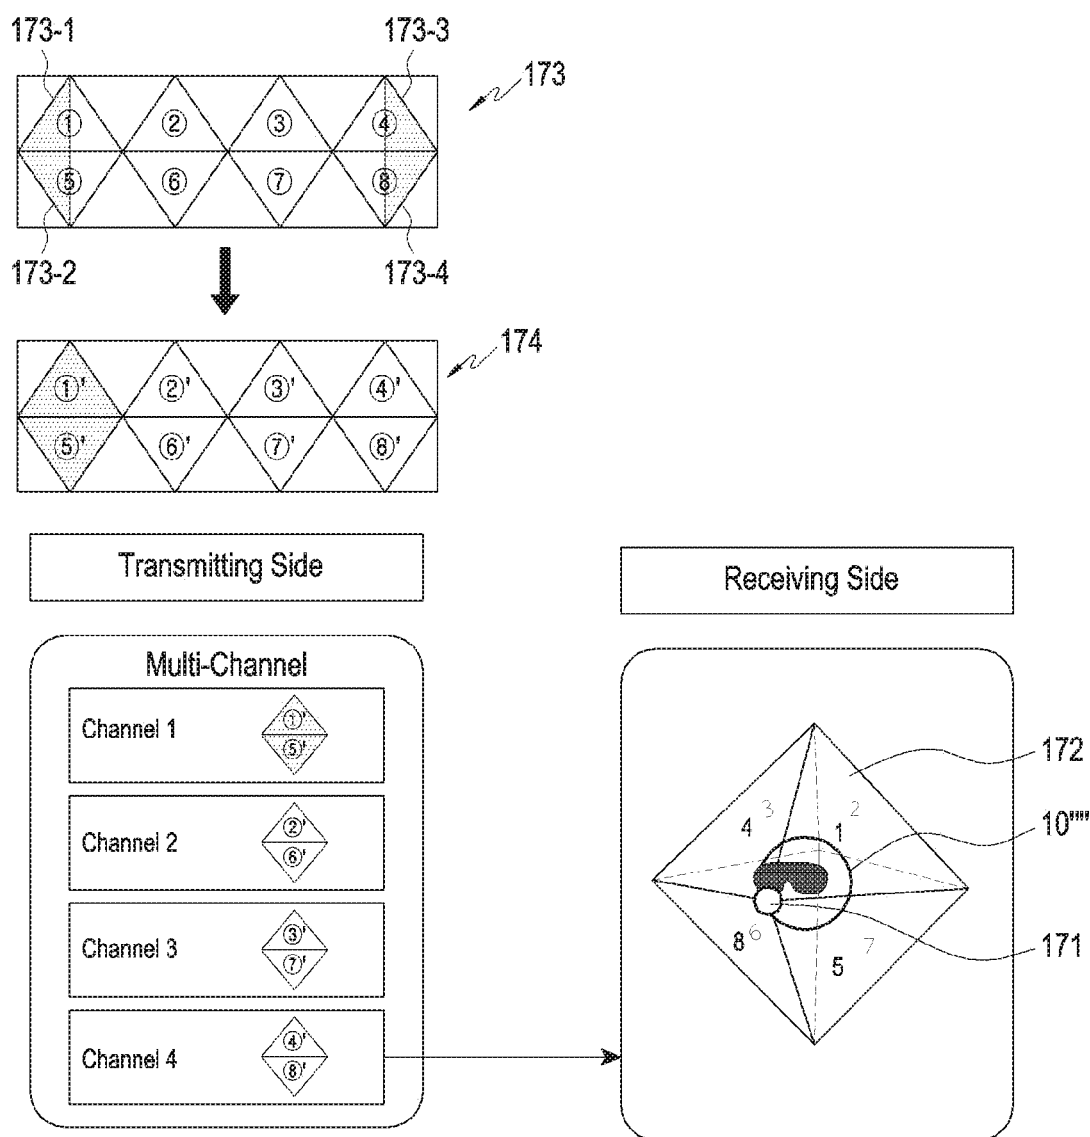 173-1
173-3
173
① ② ③ ④
⑤ ⑥ ⑦ ⑧
173-2
173-4
174
①' ②' ③' ④'
⑤' ⑥' ⑦' ⑧'
Transmitting Side
Receiving Side
Multi-Channel
Channel 1
①'
⑤'
Channel 2
②'
⑥'
Channel 3
③'
⑦'
Channel 4
④'
⑧'
172
3 2
4 1
10""
6 7
8 5
171